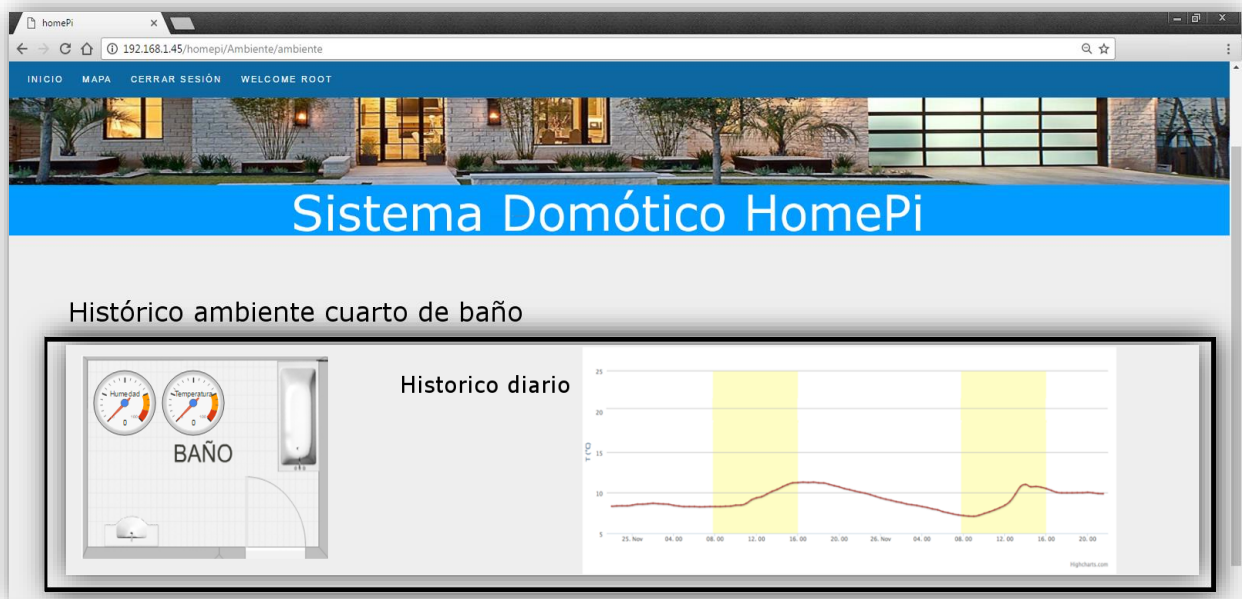 homePi
192.168.1.45/homepi/Ambiente/ambiente
INICIO MAPA CERRAR SESIÓN WELCOME ROOT
Sistema Domótico HomePi
Histórico ambiente cuarto de baño
Humedad
0
Temperatura
0
BAÑO
Historico diario
T (ºC)
25
20
15
10
5
25. Nov 04. 00 08. 00 12. 00 16. 00 20. 00 26. Nov 04. 00 08. 00 12. 00 16. 00 20. 00
Highcharts.com